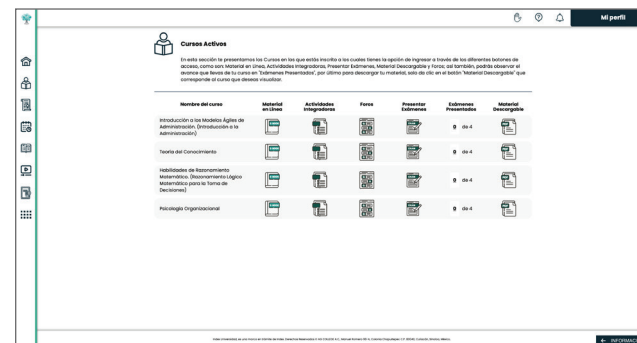 Mi perfil
Cursos Activos
En esta sección te presentamos los Cursos en los que estás inscrito a los cuales tienes la opción de ingresar a través de los diferentes botones de
acceso, como son: Material en Línea, Actividades Integradoras, Presentar Exámenes, Material Descargable y Foros; así también, podrás observar el
avance que llevas de tu curso en "Exámenes Presentados", por último para descargar tu material, solo da clic en el botón "Material Descargable" que
corresponde al curso que deseas visualizar.
Nombre del curso Material en Línea Actividades Integradoras Foros Presentar Exámenes Exámenes Presentados Material Descargable
Introducción a los Modelos Ágiles de
Administración. (Introducción a la
Administración)
0 de 4
Teoría del Conocimiento 0 de 4
Habilidades de Razonamiento
Matemático. (Razonamiento Lógico
Matemático para la Toma de
Decisiones)
0 de 4
Psicología Organizacional 0 de 4
← INFORMAC